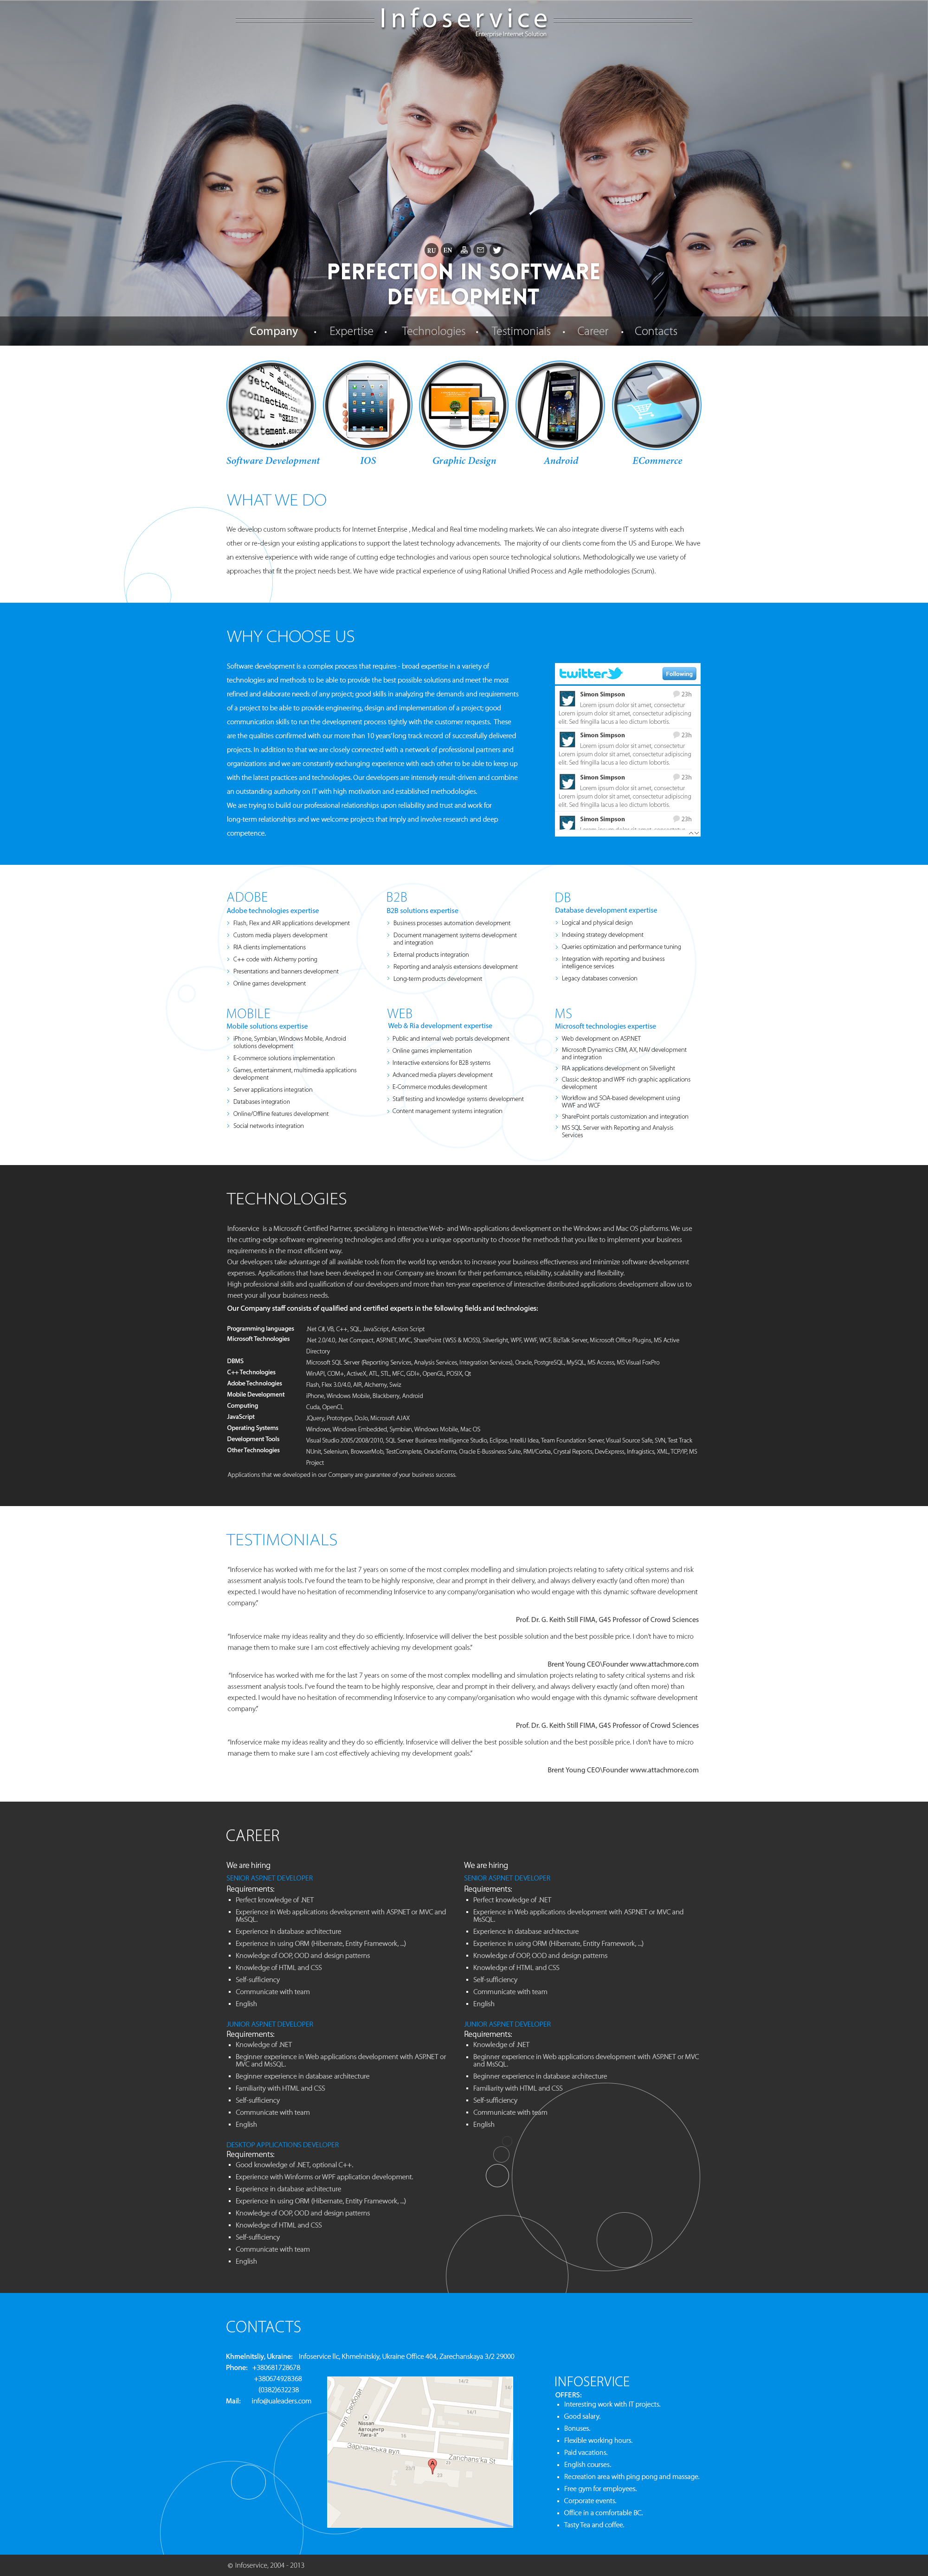 Infoservice
Enterprise Internet Solution
RU EN
PERFECTION IN SOFTWARE
DEVELOPMENT
Company • Expertise • Technologies • Testimonials • Career • Contacts
Software Development
IOS
Graphic Design
Android
ECommerce
WHAT WE DO
We develop custom software products for Internet Enterprise , Medical and Real time modeling markets. We can also integrate diverse IT systems with each
other or re-design your existing applications to support the latest technology advancements. The majority of our clients come from the US and Europe. We have
an extensive experience with wide range of cutting edge technologies and various open source technological solutions. Methodologically we use variety of
approaches that fit the project needs best. We have wide practical experience of using Rational Unified Process and Agile methodologies (Scrum).
WHY CHOOSE US
Software development is a complex process that requires - broad expertise in a variety of
technologies and methods to be able to provide the best possible solutions and meet the most
refined and elaborate needs of any project; good skills in analyzing the demands and requirements
of a project to be able to provide engineering, design and implementation of a project; good
communication skills to run the development process tightly with the customer requests. These
are the qualities confirmed with our more than 10 years' long track record of successfully delivered
projects. In addition to that we are closely connected with a network of professional partners and
organizations and we are constantly exchanging experience with each other to be able to keep up
with the latest practices and technologies. Our developers are intensely result-driven and combine
an outstanding authority on IT with high motivation and established methodologies.
We are trying to build our professional relationships upon reliability and trust and work for
long-term relationships and we welcome projects that imply and involve research and deep
competence.
twitter
Following
Simon Simpson 23h
Lorem ipsum dolor sit amet, consectetur
Lorem ipsum dolor sit amet, consectetur adipiscing
elit. Sed fringilla lacus a leo dictum lobortis.
Simon Simpson 23h
Lorem ipsum dolor sit amet, consectetur
Lorem ipsum dolor sit amet, consectetur adipiscing
elit. Sed fringilla lacus a leo dictum lobortis.
Simon Simpson 23h
Lorem ipsum dolor sit amet, consectetur
Lorem ipsum dolor sit amet, consectetur adipiscing
elit. Sed fringilla lacus a leo dictum lobortis.
Simon Simpson 23h
ADOBE
Adobe technologies expertise
Flash, Flex and AIR applications development
Custom media players development
RIA clients implementations
C++ code with Alchemy porting
Presentations and banners development
Online games development
B2B
B2B solutions expertise
Business processes automation development
Document management systems development
and integration
External products integration
Reporting and analysis extensions development
Long-term products development
DB
Database development expertise
Logical and physical design
Indexing strategy development
Queries optimization and performance tuning
Integration with reporting and business
intelligence services
Legacy databases conversion
MOBILE
Mobile solutions expertise
iPhone, Symbian, Windows Mobile, Android
solutions development
E-commerce solutions implementation
Games, entertainment, multimedia applications
development
Server applications integration
Databases integration
Online/Offline features development
Social networks integration
WEB
Web & Ria development expertise
Public and internal web portals development
Online games implementation
Interactive extensions for B2B systems
Advanced media players development
E-Commerce modules development
Staff testing and knowledge systems development
Content management systems integration
MS
Microsoft technologies expertise
Web development on ASP.NET
Microsoft Dynamics CRM, AX, NAV development
and integration
RIA applications development on Silverlight
Classic desktop and WPF rich graphic applications
development
Workflow and SOA-based development using
WWF and WCF
SharePoint portals customization and integration
MS SQL Server with Reporting and Analysis
Services
TECHNOLOGIES
Infoservice is a Microsoft Certified Partner, specializing in interactive Web- and Win-applications development on the Windows and Mac OS platforms. We use
the cutting-edge software engineering technologies and offer you a unique opportunity to choose the methods that you like to implement your business
requirements in the most efficient way.
Our developers take advantage of all available tools from the world top vendors to increase your business effectiveness and minimize software development
expenses. Applications that have been developed in our Company are known for their performance, reliability, scalability and flexibility.
High professional skills and qualification of our developers and more than ten-year experience of interactive distributed applications development allow us to
meet your all your business needs.
Our Company staff consists of qualified and certified experts in the following fields and technologies:
Programming languages .Net C#, VB, C++, SQL, JavaScript, Action Script
Microsoft Technologies .Net 2.0/4.0, .Net Compact, ASP.NET, MVC, SharePoint (WSS & MOSS), Silverlight, WPF, WWF, WCF, BizTalk Server, Microsoft Office Plugins, MS Active
Directory
DBMS Microsoft SQL Server (Reporting Services, Analysis Services, Integration Services), Oracle, PostgreSQL, MySQL, MS Access, MS Visual FoxPro
C++ Technologies WinAPI, COM+, ActiveX, ATL, STL, MFC, GDI+, OpenGL, POSIX, Qt
Adobe Technologies Flash, Flex 3.0/4.0, AIR, Alchemy, Swiz
Mobile Development iPhone, Windows Mobile, Blackberry, Android
Computing Cuda, OpenCL
JavaScript JQuery, Prototype, DoJo, Microsoft AJAX
Operating Systems Windows, Windows Embedded, Symbian, Windows Mobile, Mac OS
Development Tools Visual Studio 2005/2008/2010, SQL Server Business Intelligence Studio, Eclipse, IntelliJ Idea, Team Foundation Server, Visual Source Safe, SVN, Test Track
Other Technologies NUnit, Selenium, BrowserMob, TestComplete, OracleForms, Oracle E-Bussiness Suite, RMI/Corba, Crystal Reports, DevExpress, Infragistics, XML, TCP/IP, MS
Project
Applications that we developed in our Company are guarantee of your business success.
TESTIMONIALS
"Infoservice has worked with me for the last 7 years on some of the most complex modelling and simulation projects relating to safety critical systems and risk
assessment analysis tools. I've found the team to be highly responsive, clear and prompt in their delivery, and always delivery exactly (and often more) than
expected. I would have no hesitation of recommending Infoservice to any company/organisation who would engage with this dynamic software development
company."
Prof. Dr. G. Keith Still FIMA, G4S Professor of Crowd Sciences
"Infoservice make my ideas reality and they do so efficiently. Infoservice will deliver the best possible solution and the best possible price. I don't have to micro
manage them to make sure I am cost effectively achieving my development goals."
Brent Young CEO\Founder www.attachmore.com
"Infoservice has worked with me for the last 7 years on some of the most complex modelling and simulation projects relating to safety critical systems and risk
assessment analysis tools. I've found the team to be highly responsive, clear and prompt in their delivery, and always delivery exactly (and often more) than
expected. I would have no hesitation of recommending Infoservice to any company/organisation who would engage with this dynamic software development
company."
Prof. Dr. G. Keith Still FIMA, G4S Professor of Crowd Sciences
"Infoservice make my ideas reality and they do so efficiently. Infoservice will deliver the best possible solution and the best possible price. I don't have to micro
manage them to make sure I am cost effectively achieving my development goals."
Brent Young CEO\Founder www.attachmore.com
CAREER
We are hiring
SENIOR ASP.NET DEVELOPER
Requirements:
• Perfect knowledge of .NET
• Experience in Web applications development with ASP.NET or MVC and
MsSQL.
• Experience in database architecture
• Experience in using ORM (Hibernate, Entity Framework, ...)
• Knowledge of OOP, OOD and design patterns
• Knowledge of HTML and CSS
• Self-sufficiency
• Communicate with team
• English
JUNIOR ASP.NET DEVELOPER
Requirements:
• Knowledge of .NET
• Beginner experience in Web applications development with ASP.NET or
MVC and MsSQL.
• Beginner experience in database architecture
• Familiarity with HTML and CSS
• Self-sufficiency
• Communicate with team
• English
DESKTOP APPLICATIONS DEVELOPER
Requirements:
• Good knowledge of .NET, optional C++.
• Experience with Winforms or WPF application development.
• Experience in database architecture
• Experience in using ORM (Hibernate, Entity Framework, ...)
• Knowledge of OOP, OOD and design patterns
• Knowledge of HTML and CSS
• Self-sufficiency
• Communicate with team
• English
We are hiring
SENIOR ASP.NET DEVELOPER
Requirements:
• Perfect knowledge of .NET
• Experience in Web applications development with ASP.NET or MVC and
MsSQL.
• Experience in database architecture
• Experience in using ORM (Hibernate, Entity Framework, ...)
• Knowledge of OOP, OOD and design patterns
• Knowledge of HTML and CSS
• Self-sufficiency
• Communicate with team
• English
JUNIOR ASP.NET DEVELOPER
Requirements:
• Knowledge of .NET
• Beginner experience in Web applications development with ASP.NET or MVC
and MsSQL.
• Beginner experience in database architecture
• Familiarity with HTML and CSS
• Self-sufficiency
• Communicate with team
• English
CONTACTS
Khmelnitsliy, Ukraine: Infoservice llc, Khmelnitskiy, Ukraine Office 404, Zarechanskaya 3/2 29000
Phone: +380681728678
+380674928368
(0382)632238
Mail: info@ualeaders.com
14/3
14/
14/1
вул. Свободи
Nissan
Автоцентр
"Лига-II"
Зарічанська вул.
Zarichans'ka St
A
20
INFOSERVICE
OFFERS:
• Interesting work with IT projects.
• Good salary.
• Bonuses.
• Flexible working hours.
• Paid vacations.
• English courses.
• Recreation area with ping pong and massage.
• Free gym for employees.
• Corporate events.
• Office in a comfortable BC.
• Tasty Tea and coffee.
© Infoservice, 2004 - 2013